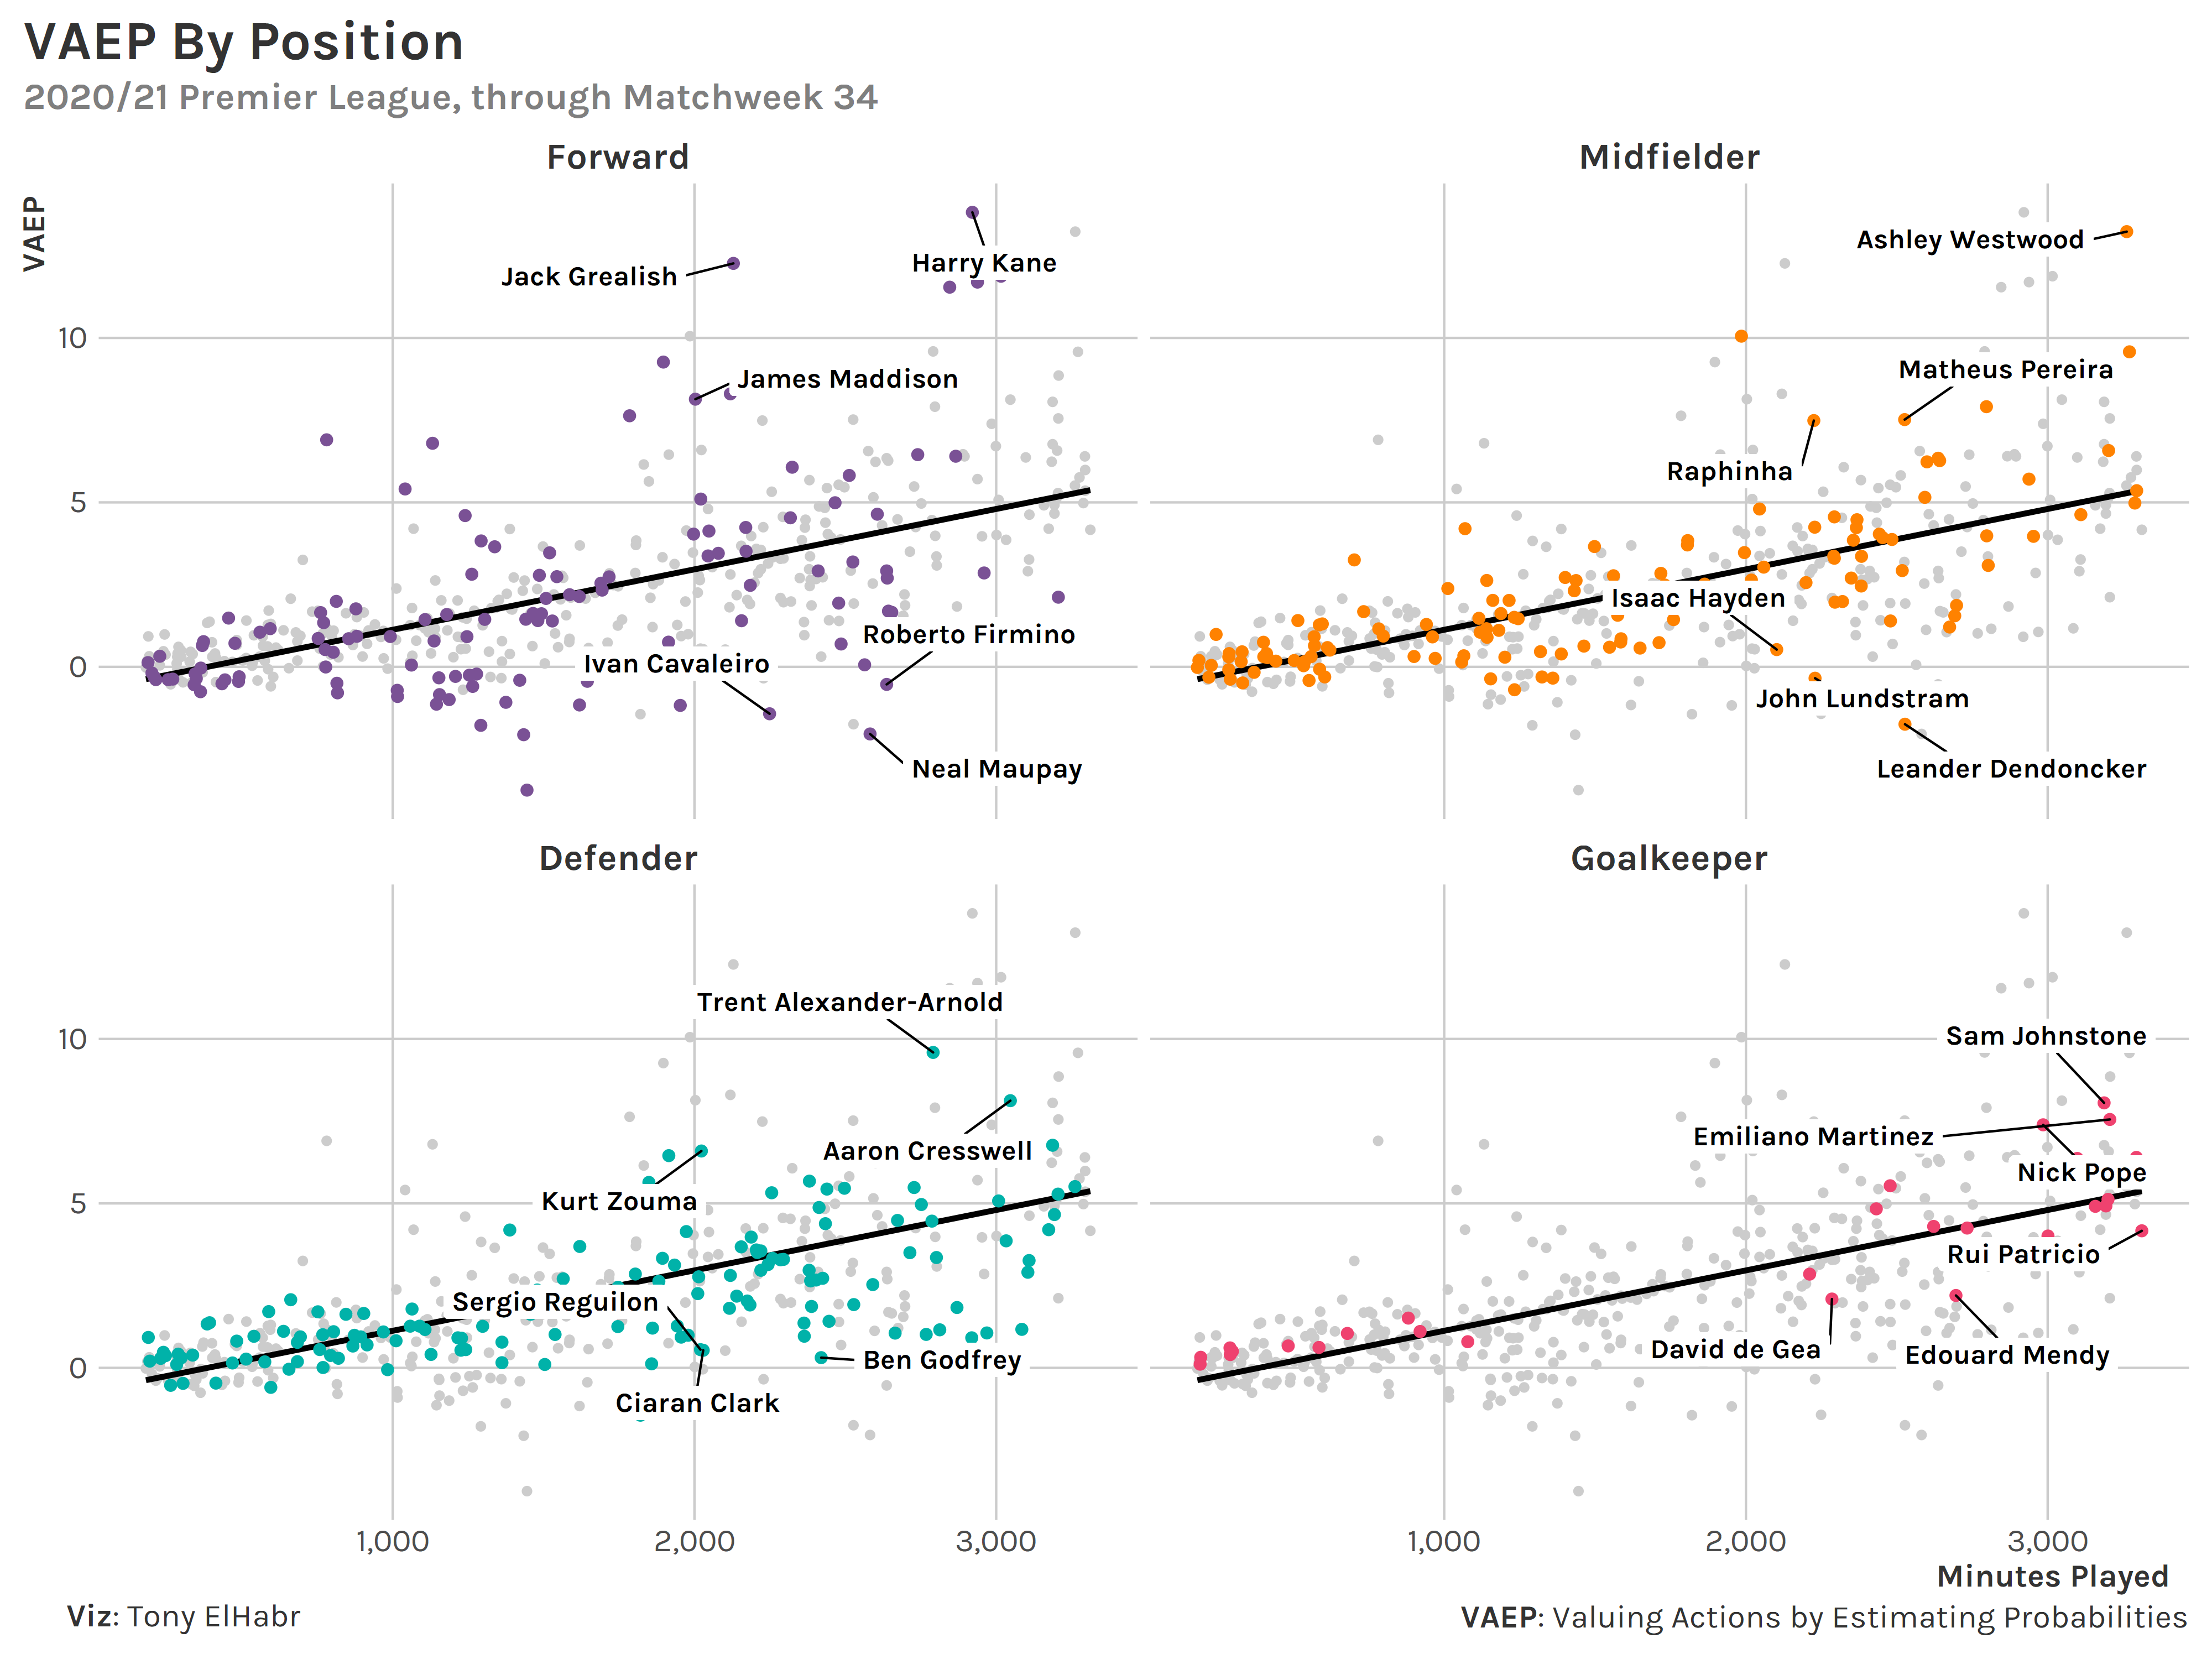 VAEP By Position
2020/21 Premier League, through Matchweek 34
Forward
Midfielder
VAEP
Ashley Westwood
Harry Kane
Jack Grealish
10
Matheus Pereira
James Maddison
Raphinha
5
Isaac Hayden
Roberto Firmino
Ivan Cavaleiro
0
John Lundstram
Neal Maupay
Leander Dendoncker
Defender
Goalkeeper
Trent Alexander-Arnold
10
Sam Johnstone
Emiliano Martinez
Aaron Cresswell
Nick Pope
Kurt Zouma
5
Rui Patricio
Sergio Reguilon
David de Gea
Edouard Mendy
Ben Godfrey
0
Ciaran Clark
1,000 2,000 3,000
1,000 2,000 3,000
Minutes Played
Viz: Tony ElHabr
VAEP: Valuing Actions by Estimating Probabilities